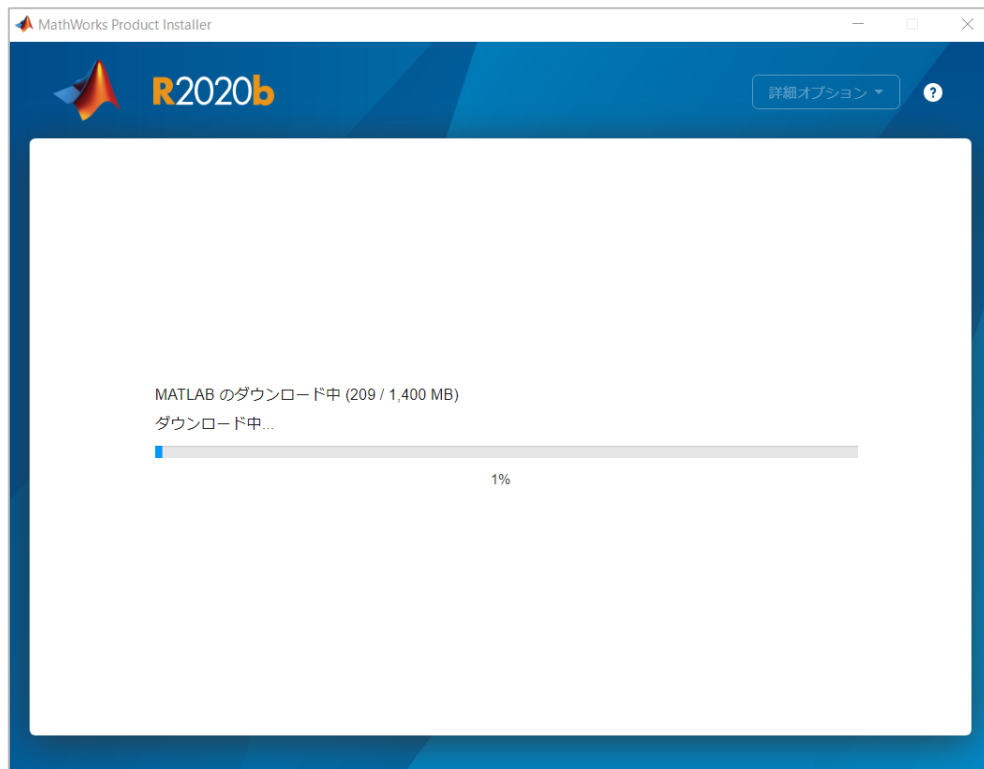 MathWorks Product Installer
R2020b
詳細オプション
?
MATLAB のダウンロード中 (209 / 1,400 MB)
ダウンロード中...
1%